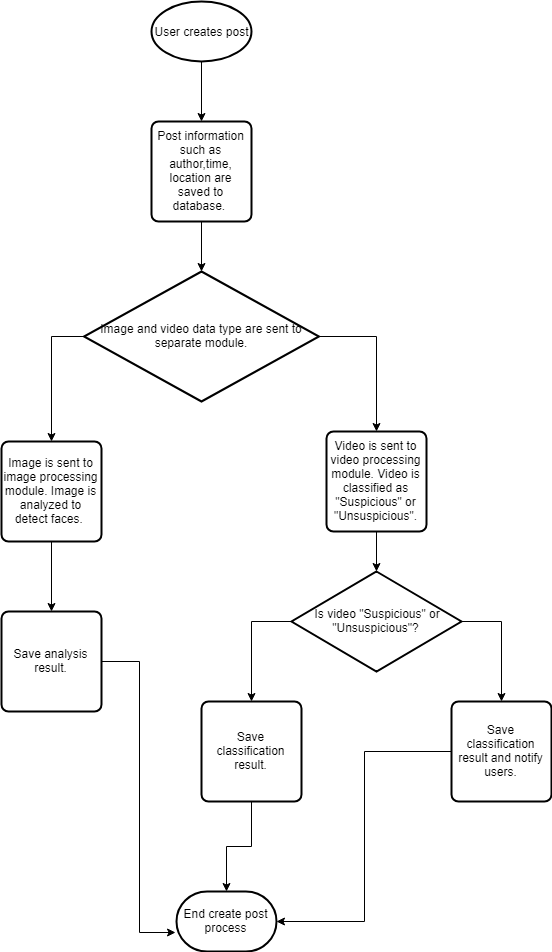 User creates post
Post information
such as
author,time,
location are
saved to
database.
Image and video data type are sent to
separate module.
Image is sent to
image processing
module. Image is
analyzed to
detect faces.
Video is sent to
video processing
module. Video is
classified as
"Suspicious" or
"Unsuspicious".
Is video "Suspicious" or
"Unsuspicious"?
Save analysis
result.
Save
classification
result.
Save
classification
result and notify
users.
End create post
process